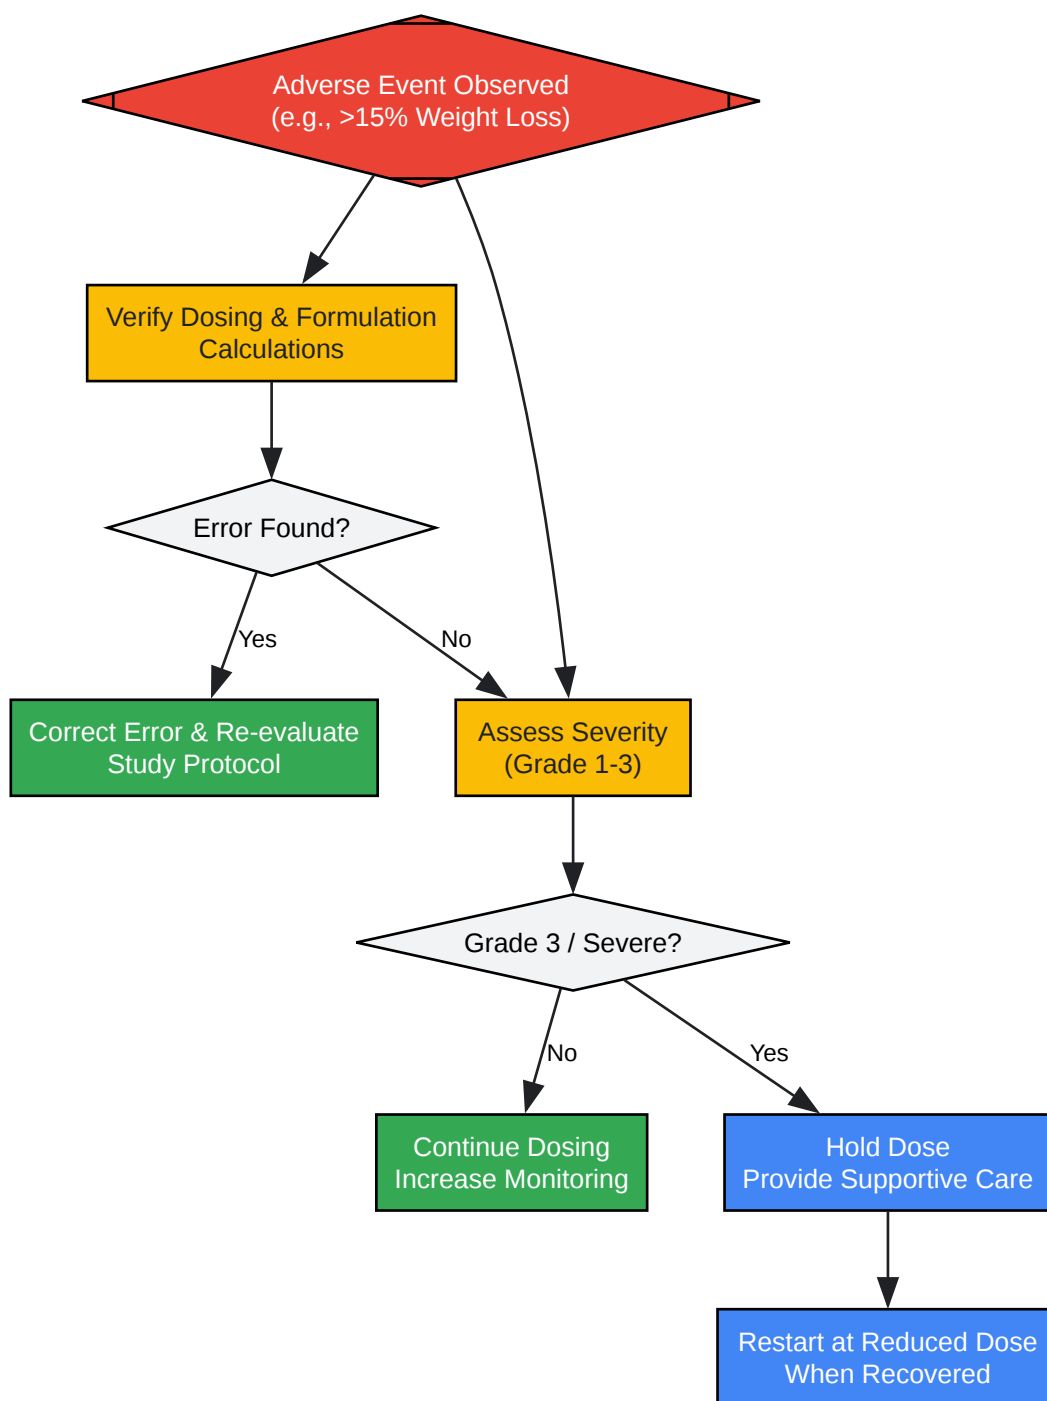 Adverse Event Observed
(e.g., >15% Weight Loss)
Verify Dosing & Formulation
Calculations
Error Found?
Yes
No
Correct Error & Re-evaluate
Study Protocol
Assess Severity
(Grade 1-3)
Grade 3 / Severe?
No
Yes
Continue Dosing
Increase Monitoring
Hold Dose
Provide Supportive Care
Restart at Reduced Dose
When Recovered